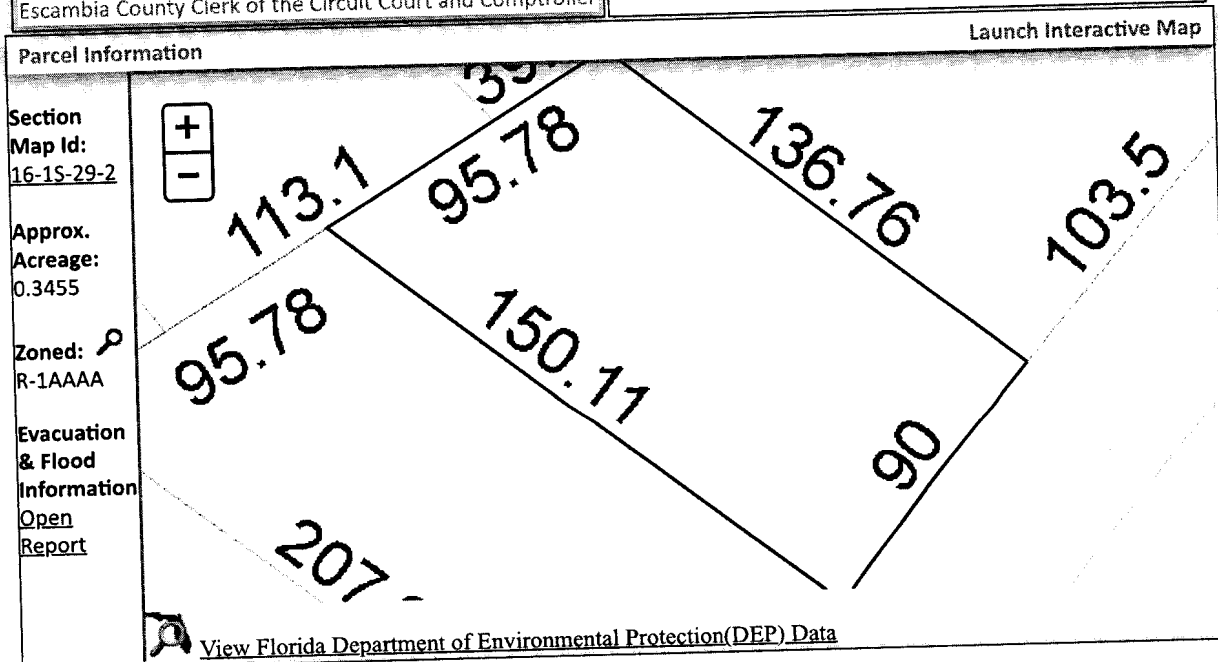 Escambia County Clerk of the Circuit Court and Comptroller
Parcel Information
Launch Interactive Map
Section
Map Id:
16-1S-29-2
Approx.
Acreage:
0.3455
Zoned:
R-1AAAA
Evacuation
& Flood
Information
Open
Report
+
−
113.1
95.78
136.76
103.5
95.78
150.11
90
207
View Florida Department of Environmental Protection(DEP) Data